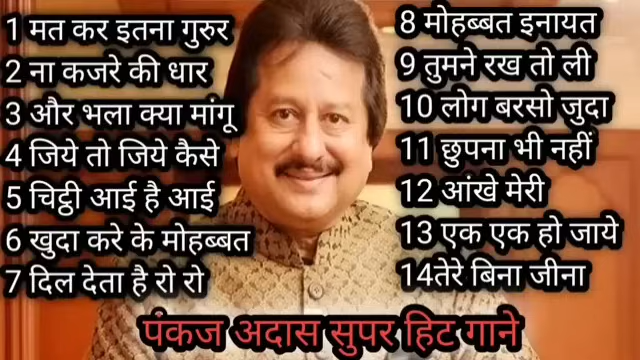 1 मत कर इतना गुरुर
2 ना कजरे की धार
3 और भला क्या मांगू
4 जिये तो जिये कैसे
5 चिट्ठी आई है आई
6 खुदा करे के मोहब्बत
7 दिल देता है रो रो
8 मोहब्बत इनायत
9 तुमने रख तो ली
10 लोग बरसो जुदा
11 छुपना भी नहीं
12 आंखे मेरी
13 एक एक हो जाये
14तेरे बिना जीना
पंकज अदास सुपर हिट गाने